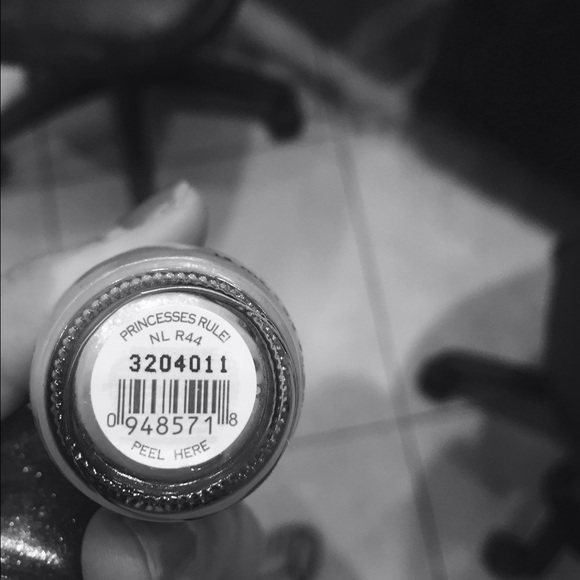 PRINCESSES RULE!
NL R44
3204011
0 948571 8
PEEL HERE